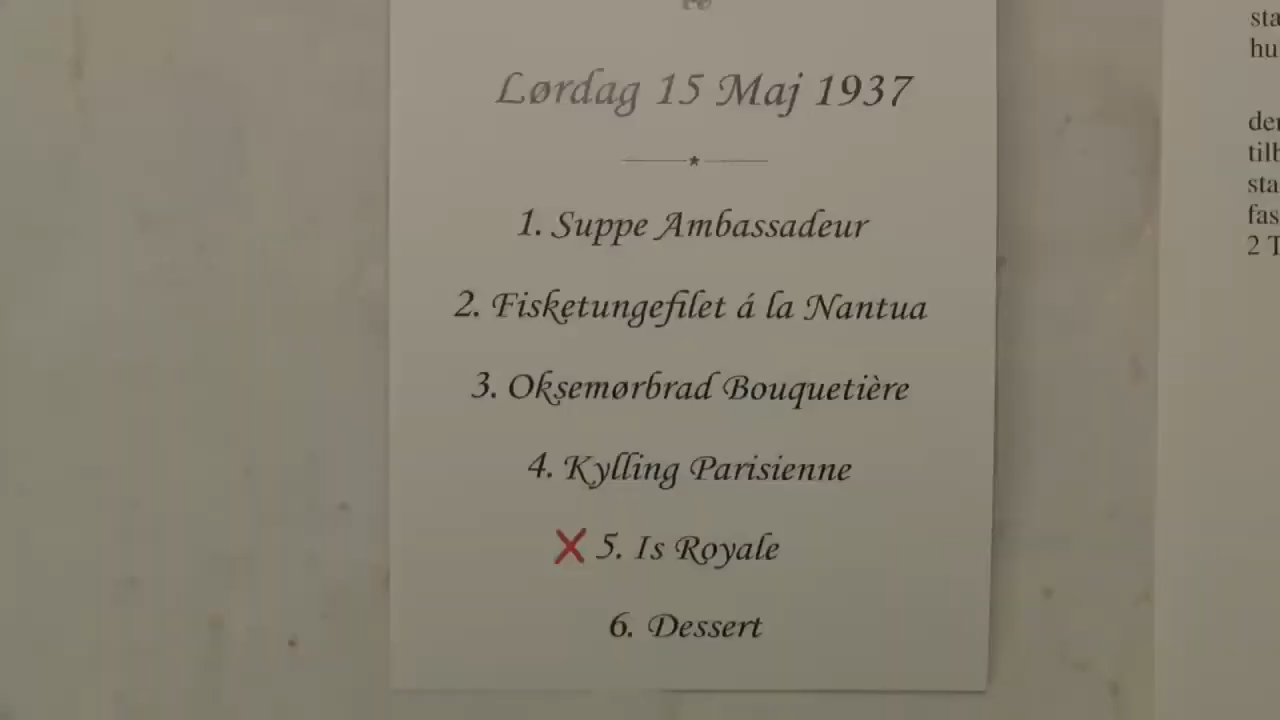 Lørdag 15 Maj 1937
1. Suppe Ambassadeur
2. Fisketungefilet á la Nantua
3. Oksemørbrad Bouquetière
4. Kylling Parisienne
5. Is Royale
6. Dessert
2